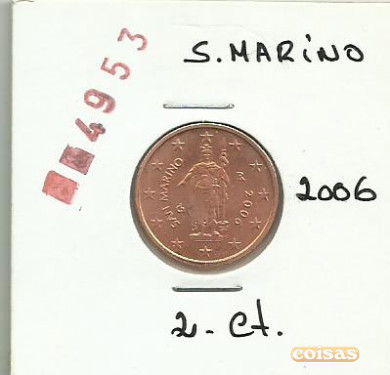 4953
S. MARINO
SAN MARINO
R 2006
2006
2-ct.
coisas